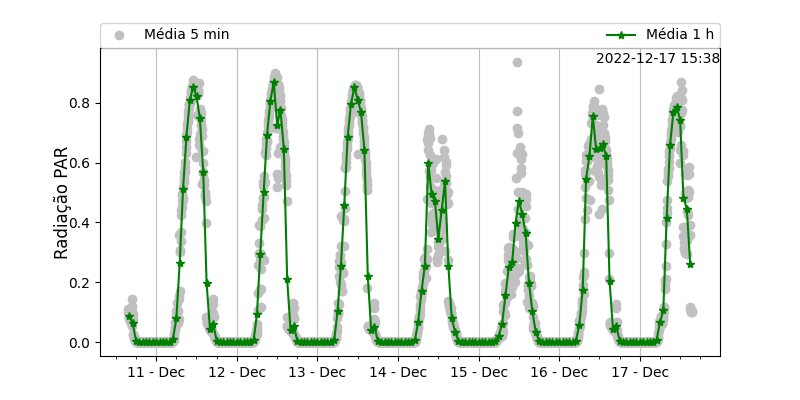 Média 5 min
Média 1 h
2022-12-17 15:38
Radiação PAR
0.8
0.6
0.4
0.2
0.0
11 - Dec
12 - Dec
13 - Dec
14 - Dec
15 - Dec
16 - Dec
17 - Dec